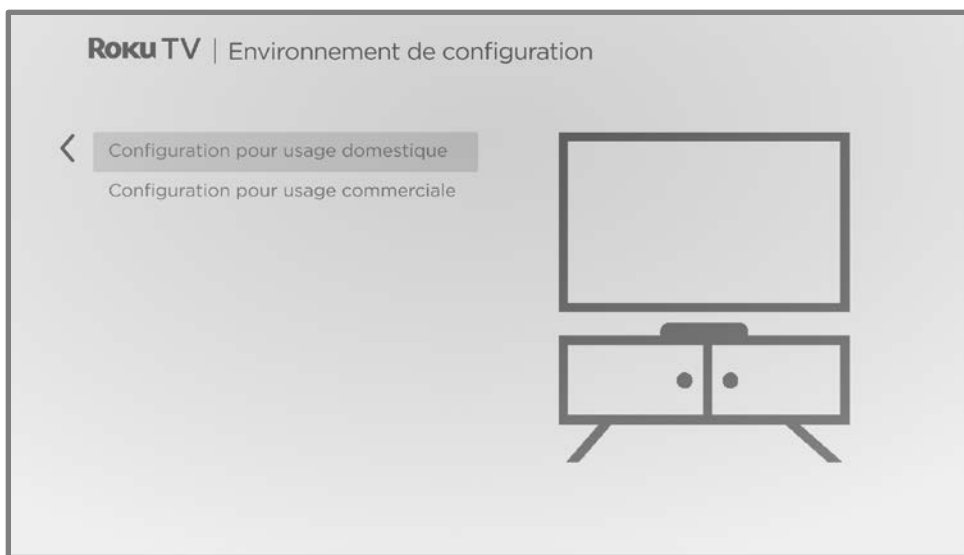 Roku TV | Environnement de configuration
Configuration pour usage domestique
Configuration pour usage commerciale